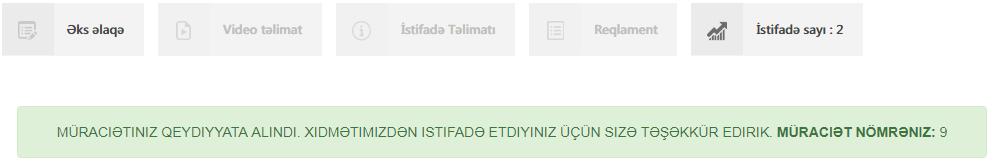 Əks əlaqə Video təlimat İstifadə Təlimatı Reqlament İstifadə sayı : 2
MÜRACIƏTINIZ QEYDIYYATA ALINDI. XIDMƏTIMIZDƏN ISTIFADƏ ETDIYINIZ ÜÇÜN SIZƏ TƏŞƏKKÜR EDIRIK. MÜRACIƏT NÖMRƏNIZ: 9